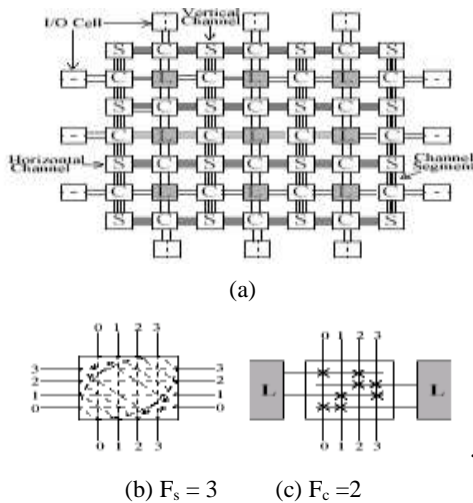 I/O Cell
Vertical
Channel
S C S C S C S
- C L C L C L C -
S C S C S C S
- C L C L C L C -
Horizontal
Channel
S C S C S C S
Channel
Segment
- C L C L C L C -
S C S C S C S
(a)
0 1 2 3
3 3
2 2
1 1
0 0
0 1 2 3
0 1 2 3
L L
0 1 2 3
(b) Fs = 3 (c) Fc =2